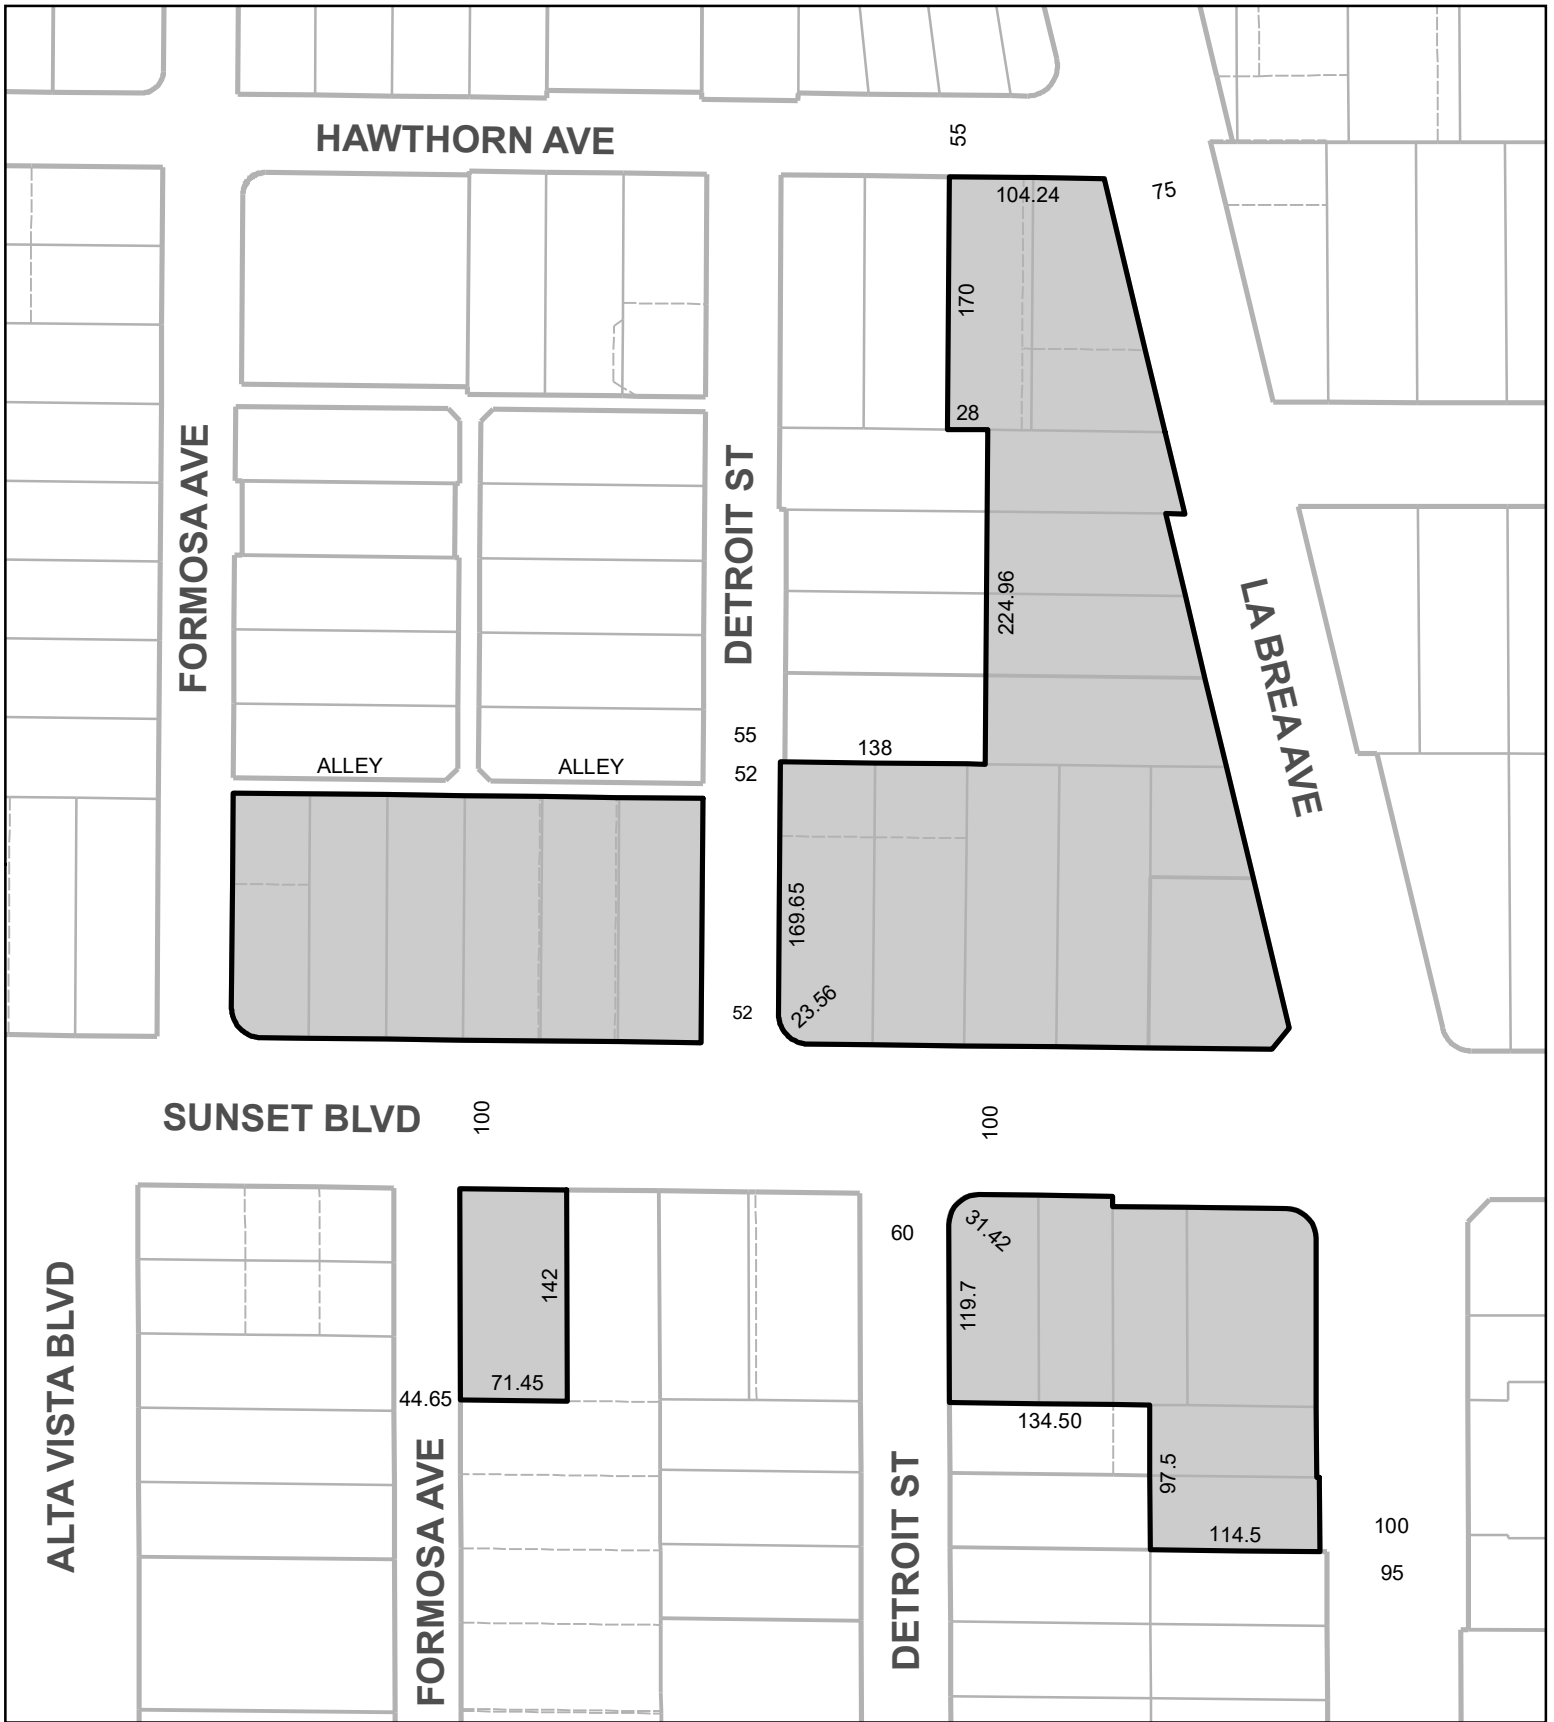 HAWTHORN AVE
55
104.24
75
170
28
FORMOSA AVE
DETROIT ST
224.96
LA BREA AVE
55
138
ALLEY
ALLEY
52
169.65
23.56
52
SUNSET BLVD
100
100
31.42
60
142
119.7
ALTA VISTA BLVD
71.45
44.65
134.50
97.5
FORMOSA AVE
DETROIT ST
114.5
100
95